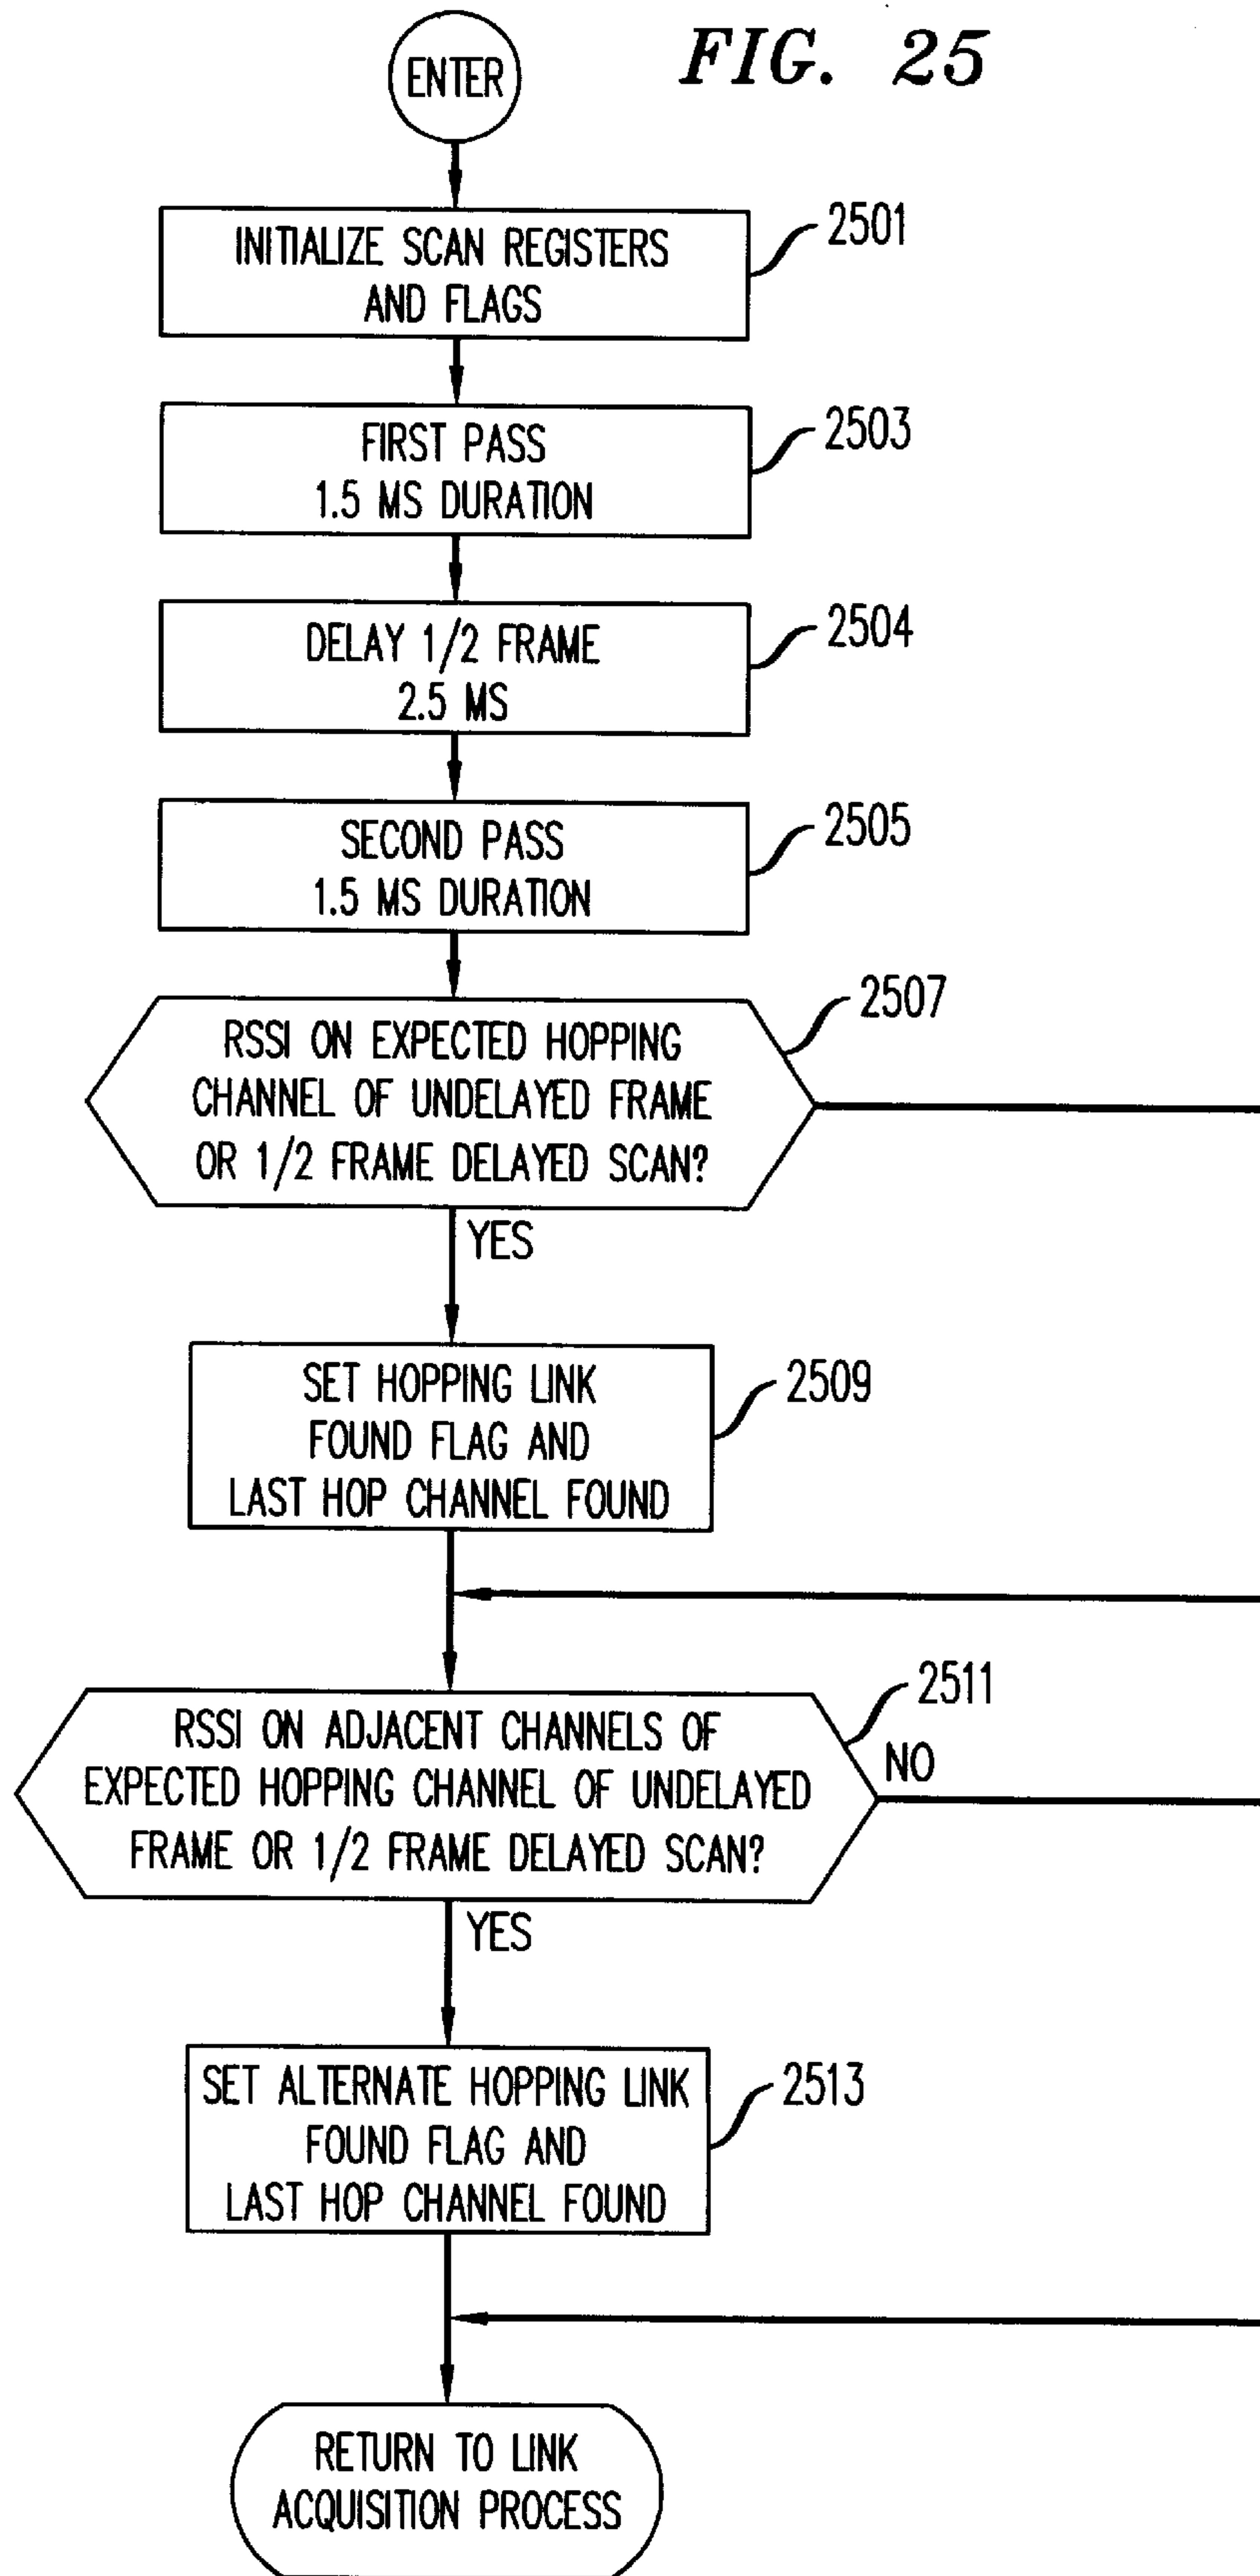 FIG. 25
ENTER
INITIALIZE SCAN REGISTERS
AND FLAGS
2501
FIRST PASS
1.5 MS DURATION
2503
DELAY 1/2 FRAME
2.5 MS
2504
SECOND PASS
1.5 MS DURATION
2505
RSSI ON EXPECTED HOPPING
CHANNEL OF UNDELAYED FRAME
OR 1/2 FRAME DELAYED SCAN?
2507
YES
SET HOPPING LINK
FOUND FLAG AND
LAST HOP CHANNEL FOUND
2509
RSSI ON ADJACENT CHANNELS OF
EXPECTED HOPPING CHANNEL OF UNDELAYED
FRAME OR 1/2 FRAME DELAYED SCAN?
2511
NO
YES
SET ALTERNATE HOPPING LINK
FOUND FLAG AND
LAST HOP CHANNEL FOUND
2513
RETURN TO LINK
ACQUISITION PROCESS